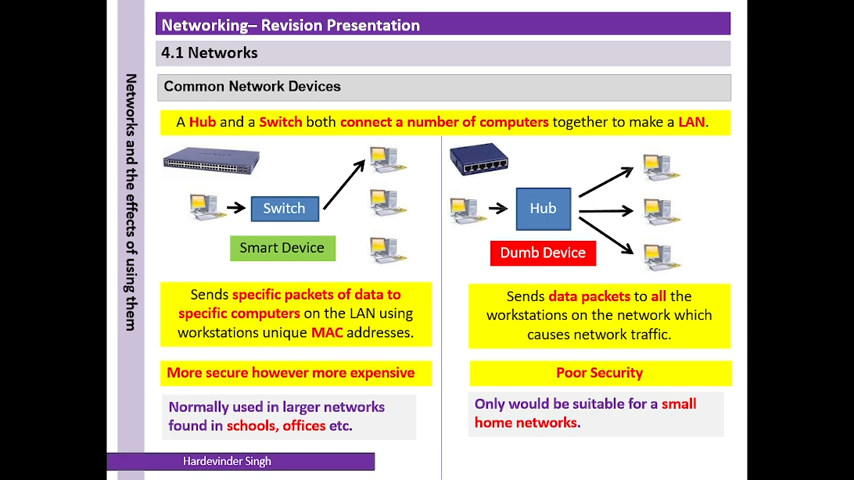 Networking– Revision Presentation
4.1 Networks
Common Network Devices
Networks and the effects of using them
A Hub and a Switch both connect a number of computers together to make a LAN.
Switch
Smart Device
Sends specific packets of data to
specific computers on the LAN using
workstations unique MAC addresses.
More secure however more expensive
Normally used in larger networks
found in schools, offices etc.
Hub
Dumb Device
Sends data packets to all the
workstations on the network which
causes network traffic.
Poor Security
Only would be suitable for a small
home networks.
Hardevinder Singh